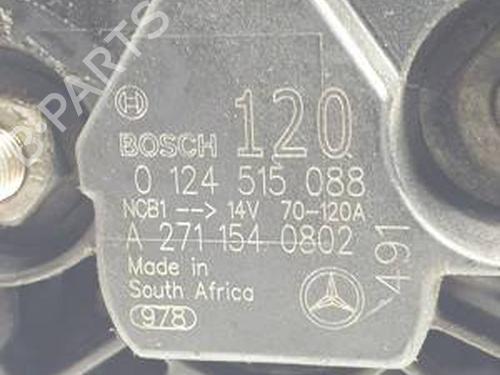 BOSCH 120
0 124 515 088
NCB1 --> 14V 70-120A
A 271 154 0802
Made in
South Africa
978
491
B-PARTS